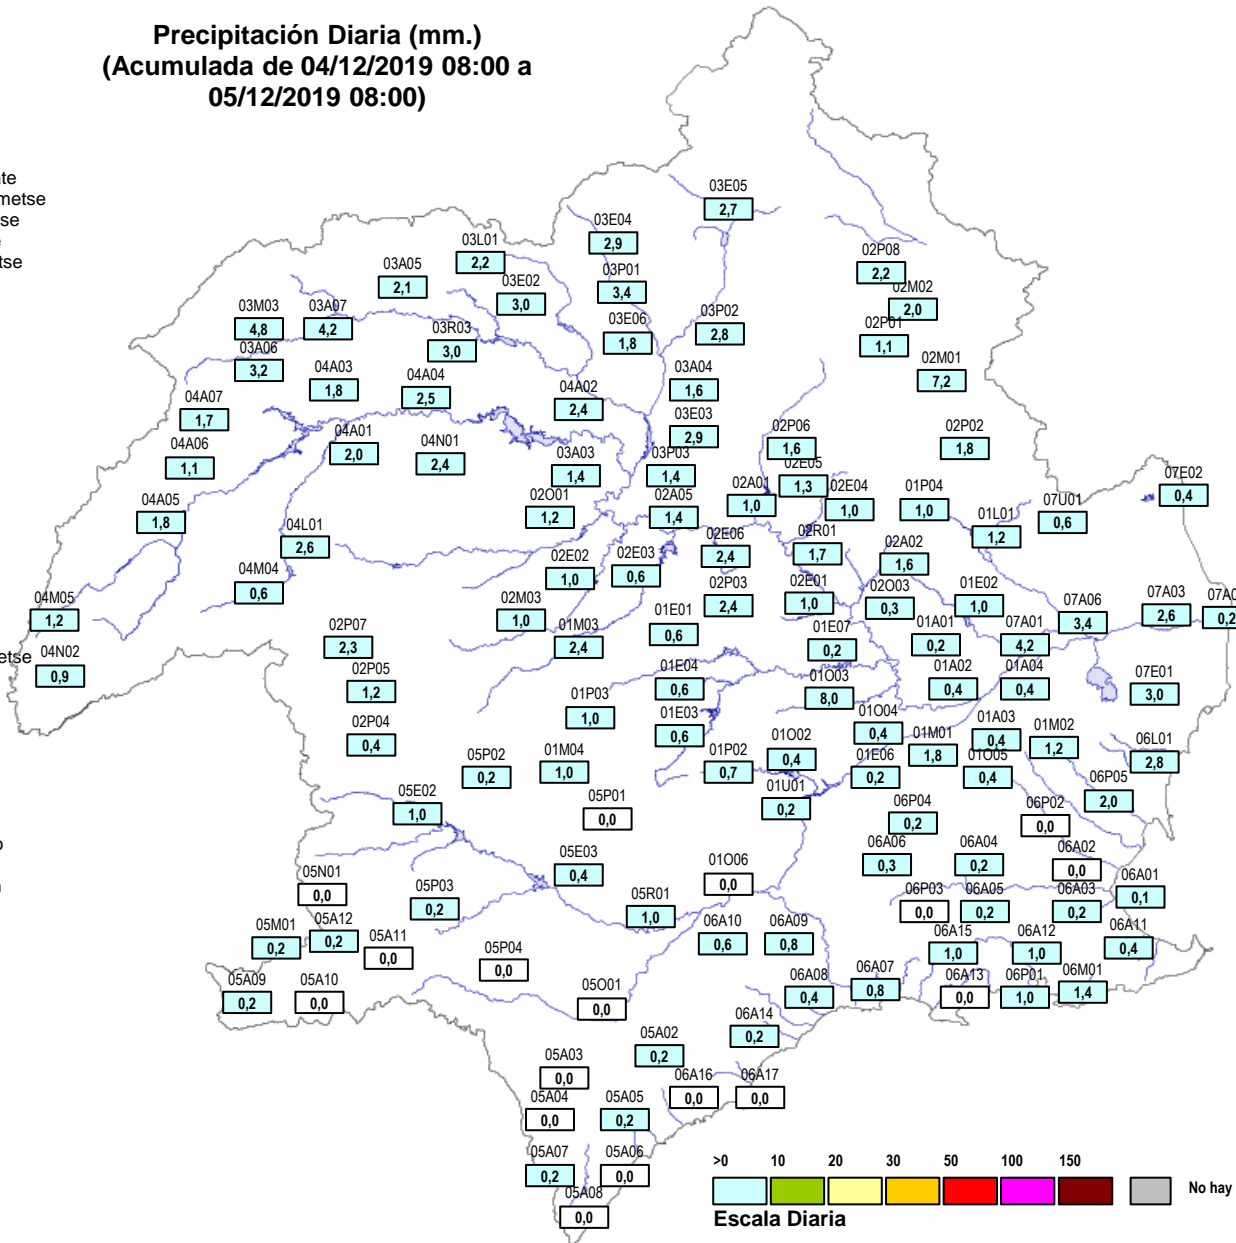 Precipitación Diaria (mm.)
(Acumulada de 04/12/2019 08:00 a
05/12/2019 08:00)
03E05
2,7
03E04
2,9
03L01
2,2
02P08
2,2
03A05
2,1
03P01
3,4
03E02
3,0
02M02
2,0
03M03
4,8
03A07
4,2
03P02
2,8
03E06
1,8
02P01
1,1
03R03
3,0
03A06
3,2
02M01
7,2
04A03
1,8
03A04
1,6
04A04
2,5
04A02
2,4
04A07
1,7
03E03
2,9
04A01
2,0
02P06
1,6
02P02
1,8
04N01
2,4
04A06
1,1
03A03
1,4
03P03
1,4
02E05
1,3
07E02
0,4
02A01
1,0
02E04
1,0
01P04
1,0
04A05
1,8
02O01
1,2
02A05
1,4
07U01
0,6
01L01
1,2
04L01
2,6
02E06
2,4
02R01
1,7
02A02
1,6
02E02
1,0
02E03
0,6
04M04
0,6
02P03
2,4
02E01
1,0
02O03
0,3
01E02
1,0
04M05
1,2
02M03
1,0
07A03
2,6
07A0
0,2
07A06
3,4
01E01
0,6
02P07
2,3
01M03
2,4
01E07
0,2
01A01
0,2
07A01
4,2
etse
04N02
0,9
02P05
1,2
01E04
0,6
01O03
8,0
01A02
0,4
01A04
0,4
07E01
3,0
01P03
1,0
02P04
0,4
01E03
0,6
01O04
0,4
01A03
0,4
01M02
1,2
01M01
1,8
01O02
0,4
06L01
2,8
05P02
0,2
01M04
1,0
01P02
0,7
01E06
0,2
01O05
0,4
06P05
2,0
05E02
1,0
05P01
0,0
01U01
0,2
06P04
0,2
06P02
0,0
05E03
0,4
01O06
0,0
06A06
0,3
06A04
0,2
06A02
0,0
05N01
0,0
05P03
0,2
06P03
0,0
06A05
0,2
06A03
0,2
06A01
0,1
05R01
1,0
05M01
0,2
05A12
0,2
06A10
0,6
06A09
0,8
06A15
1,0
06A12
1,0
06A11
0,4
05A11
0,0
05P04
0,0
05A09
0,2
05A10
0,0
06A08
0,4
06A07
0,8
06A13
0,0
06P01
1,0
06M01
1,4
05O01
0,0
06A14
0,2
05A02
0,2
05A03
0,0
06A16
0,0
06A17
0,0
05A04
0,0
05A05
0,2
05A07
0,2
05A06
0,0
05A08
0,0
>0 10 20 30 50 100 150
No hay
Escala Diaria